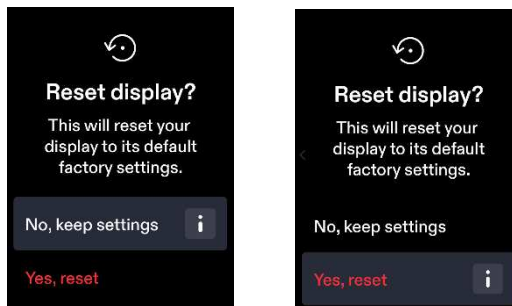 Reset display?
This will reset your
display to its default
factory settings.
No, keep settings i
Yes, reset
Reset display?
This will reset your
display to its default
factory settings.
No, keep settings
Yes, reset i